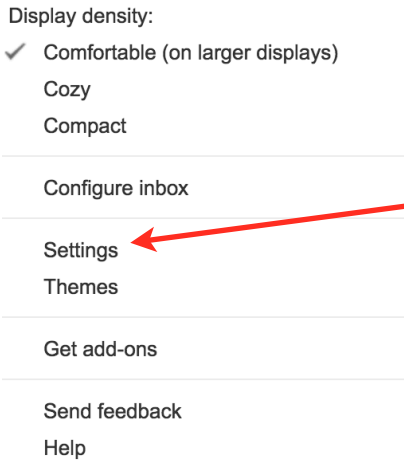 Display density:
Comfortable (on larger displays)
Cozy
Compact
Configure inbox
Settings
Themes
Get add-ons
Send feedback
Help